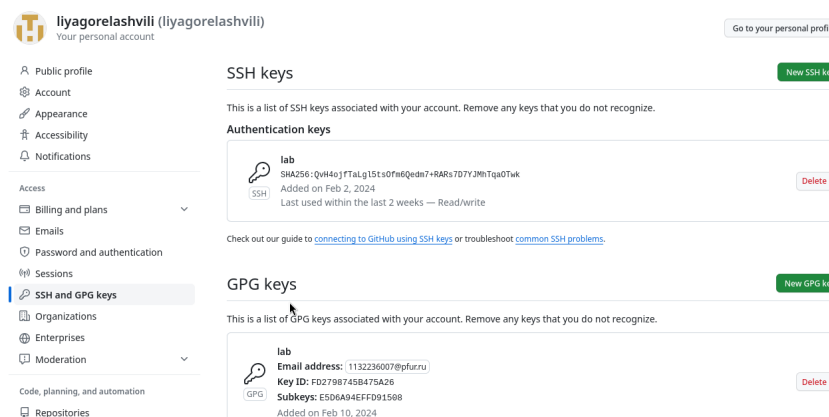 liyagorelashvili (liyagorelashvili)
Your personal account
Go to your personal profi
Public profile
Account
Appearance
Accessibility
Notifications
Access
Billing and plans
Emails
Password and authentication
Sessions
SSH and GPG keys
Organizations
Enterprises
Moderation
Code, planning, and automation
Repositories
SSH keys
New SSH ke
This is a list of SSH keys associated with your account. Remove any keys that you do not recognize.
Authentication keys
lab
SHA256:QvH4ojfTaLgl5tsOfm6Qedm7+RARs7D7YJMhTqaOTwk
Added on Feb 2, 2024
Last used within the last 2 weeks — Read/write
SSH
Delete
Check out our guide to connecting to GitHub using SSH keys or troubleshoot common SSH problems.
GPG keys
New GPG ke
This is a list of GPG keys associated with your account. Remove any keys that you do not recognize.
lab
Email address: 1132236007@pfur.ru
Key ID: FD2798745B475A26
Subkeys: E5D6A94EFFD91508
Added on Feb 10, 2024
GPG
Delete